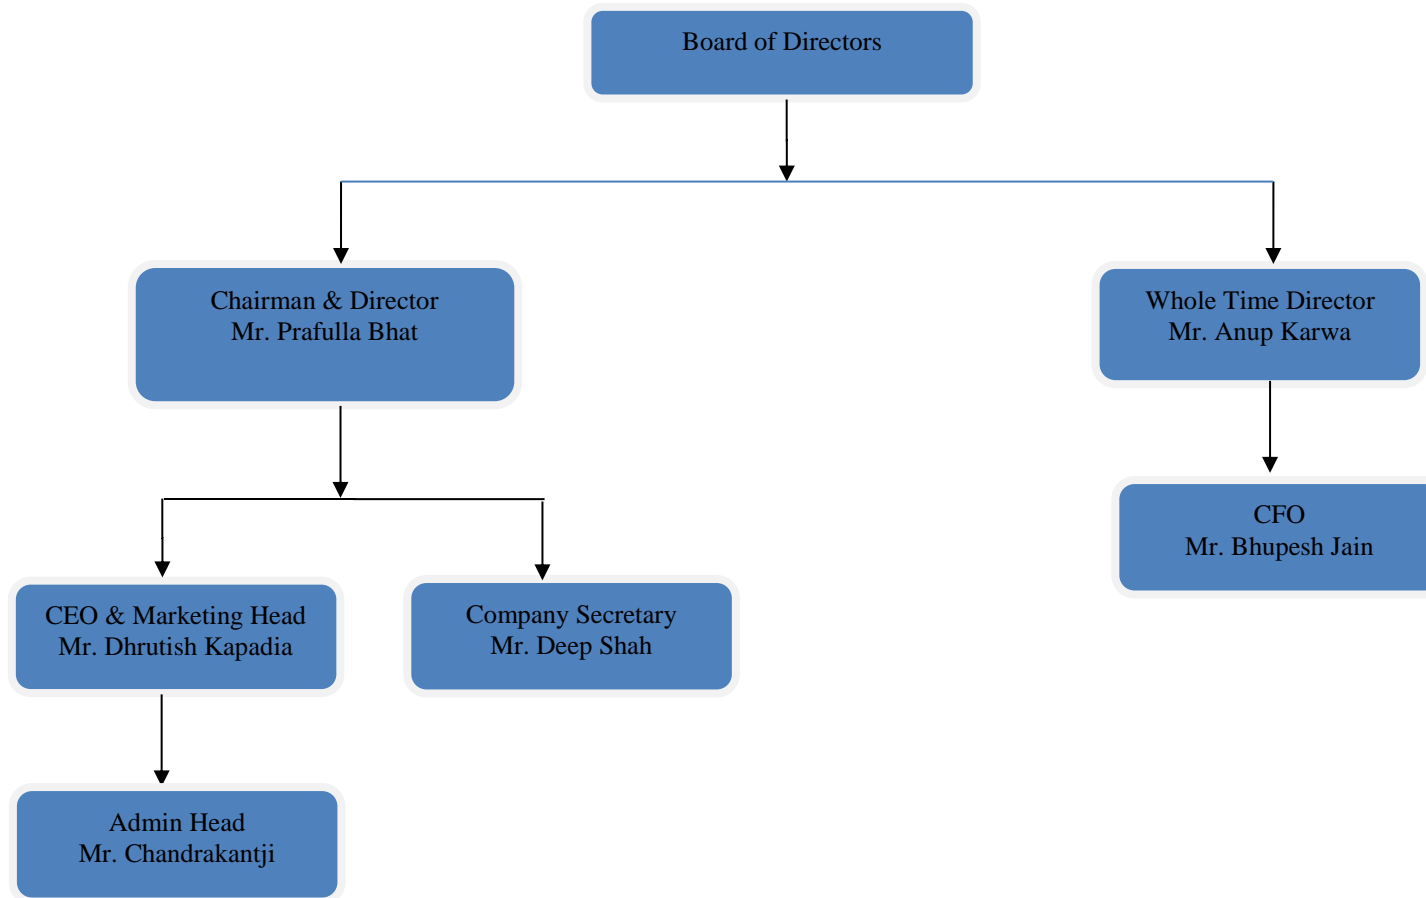 Board of Directors
Chairman & Director
Mr. Prafulla Bhat
Whole Time Director
Mr. Anup Karwa
CFO
Mr. Bhupesh Jain
CEO & Marketing Head
Mr. Dhrutish Kapadia
Company Secretary
Mr. Deep Shah
Admin Head
Mr. Chandrakantji